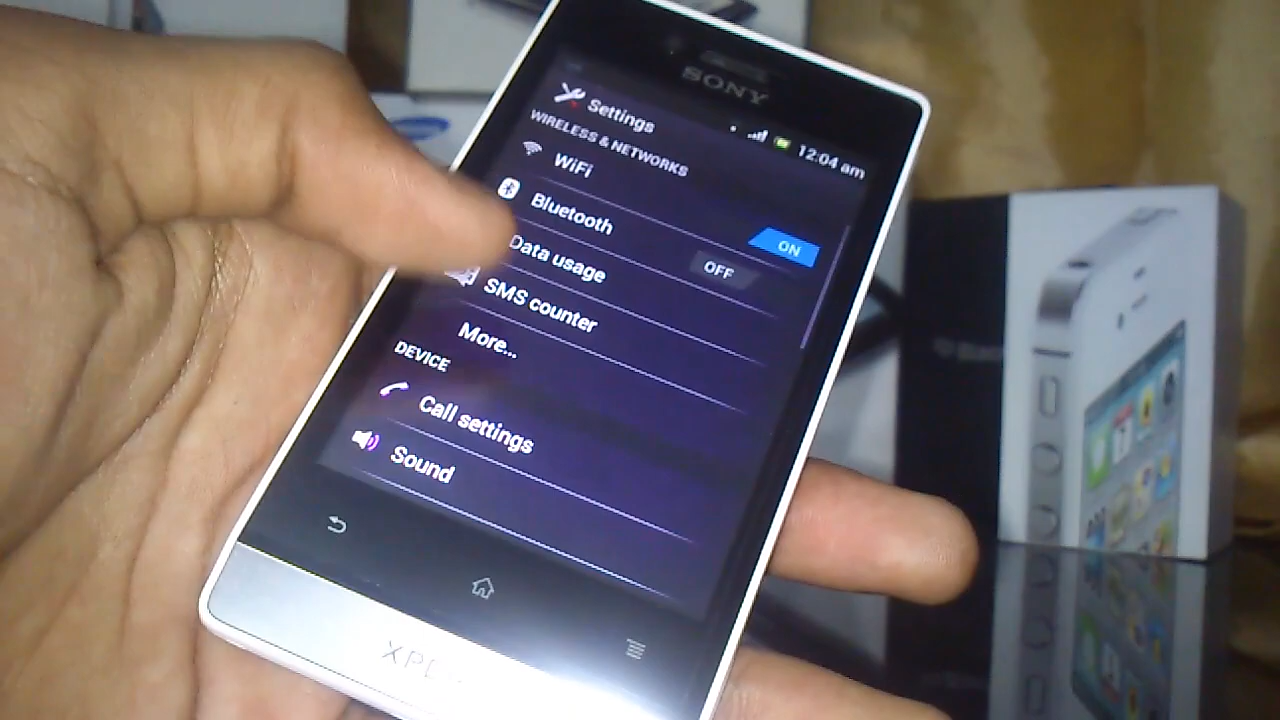 SONY
12:04 am
Settings
WIRELESS & NETWORKS
WiFi
ON
Bluetooth
OFF
Data usage
SMS counter
More...
DEVICE
Call settings
Sound